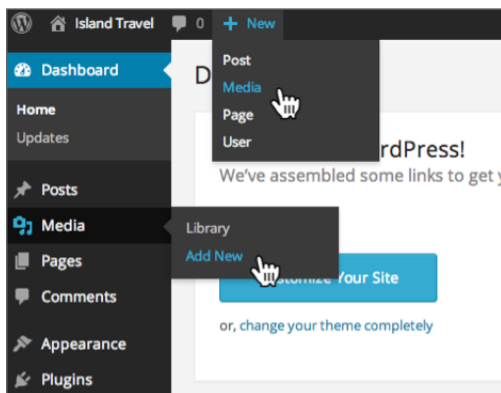 Island Travel 0 + New
Dashboard
D
Post
Media
Page
User
Home
Updates
rdPress!
We've assembled some links to get
Posts
Media
Library
Add New
Pages
Your Site
Comments
or, change your theme completely
Appearance
Plugins